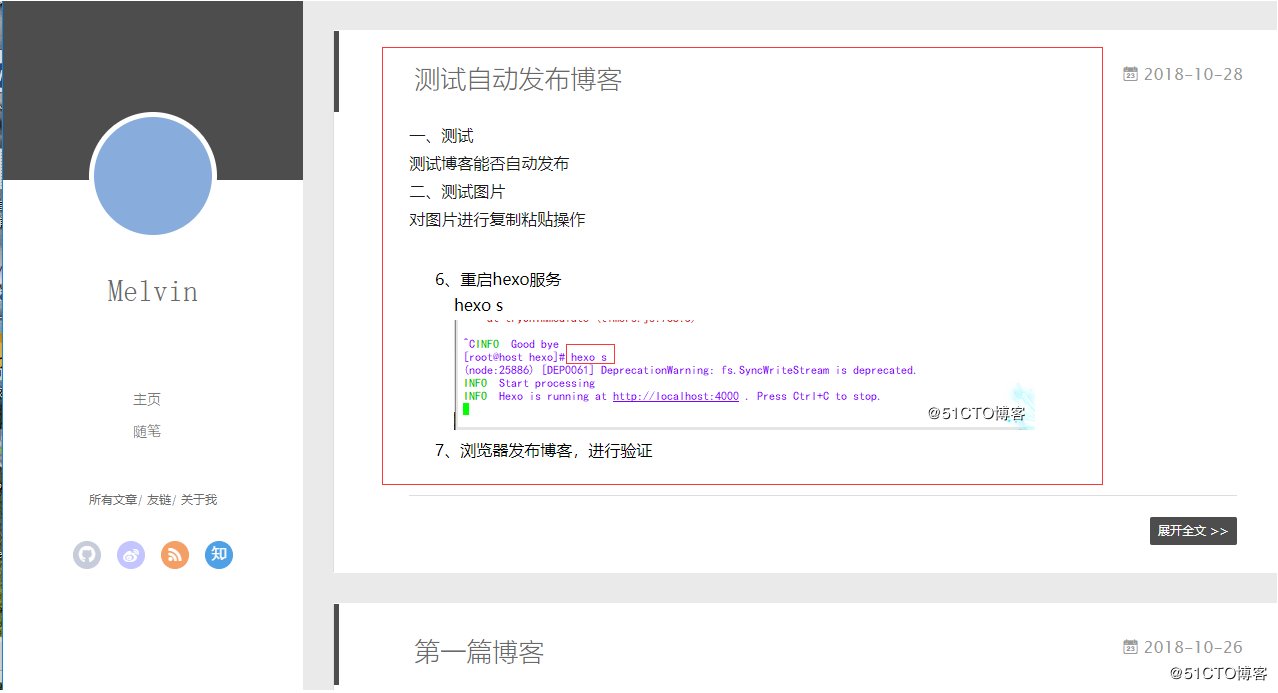 Melvin
主页
随笔
所有文章/ 友链/ 关于我
知
测试自动发布博客
2018-10-28
一、测试
测试博客能否自动发布
二、测试图片
对图片进行复制粘贴操作
6、重启hexo服务
hexo s
^CINFO Good bye
[root@host hexo]# hexo s
(node:25886) [DEP0061] DeprecationWarning: fs.SyncWriteStream is deprecated.
INFO Start processing
INFO Hexo is running at http://localhost:4000 . Press Ctrl+C to stop.
@51CTO博客
7、浏览器发布博客，进行验证
展开全文 >>
第一篇博客
2018-10-26
@51CTO博客